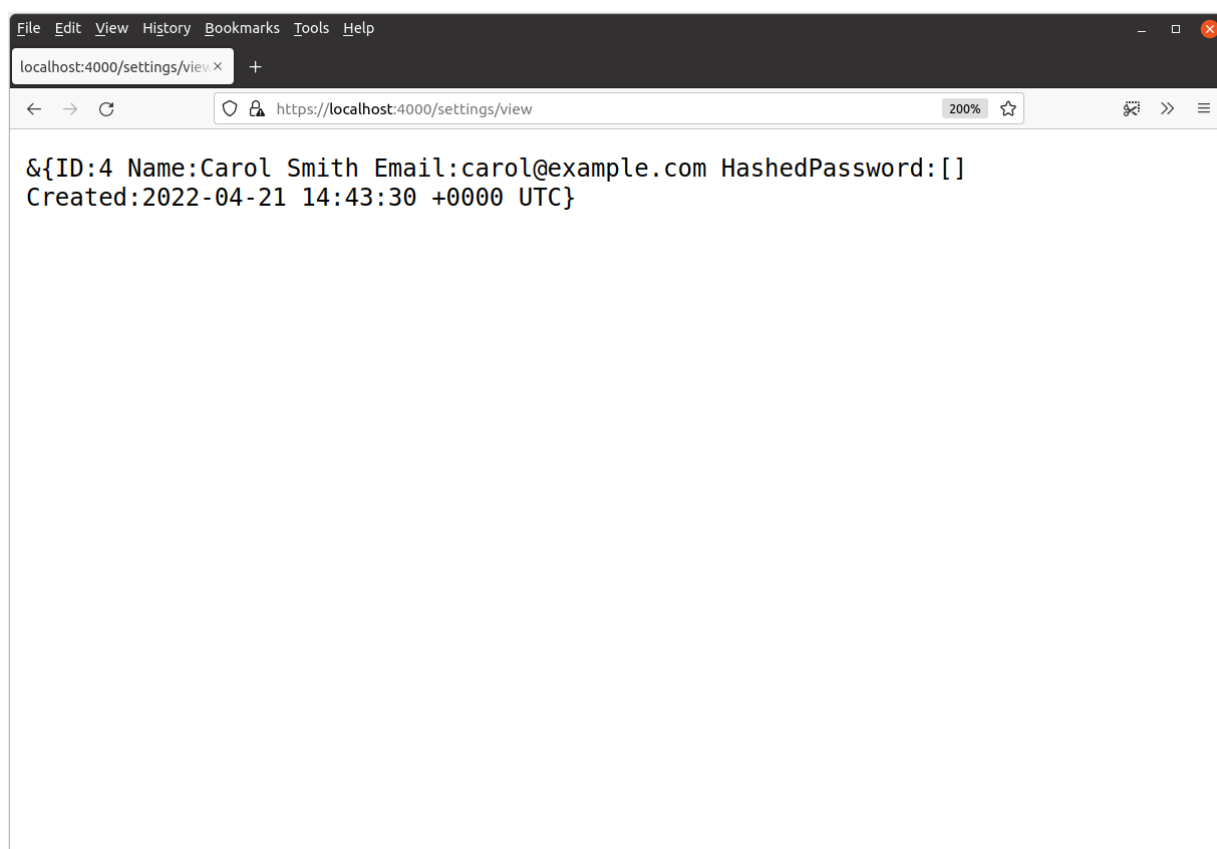 File Edit View History Bookmarks Tools Help
localhost:4000/settings/view
https://localhost:4000/settings/view 200%
&{ID:4 Name:Carol Smith Email:carol@example.com HashedPassword:[]
Created:2022-04-21 14:43:30 +0000 UTC}